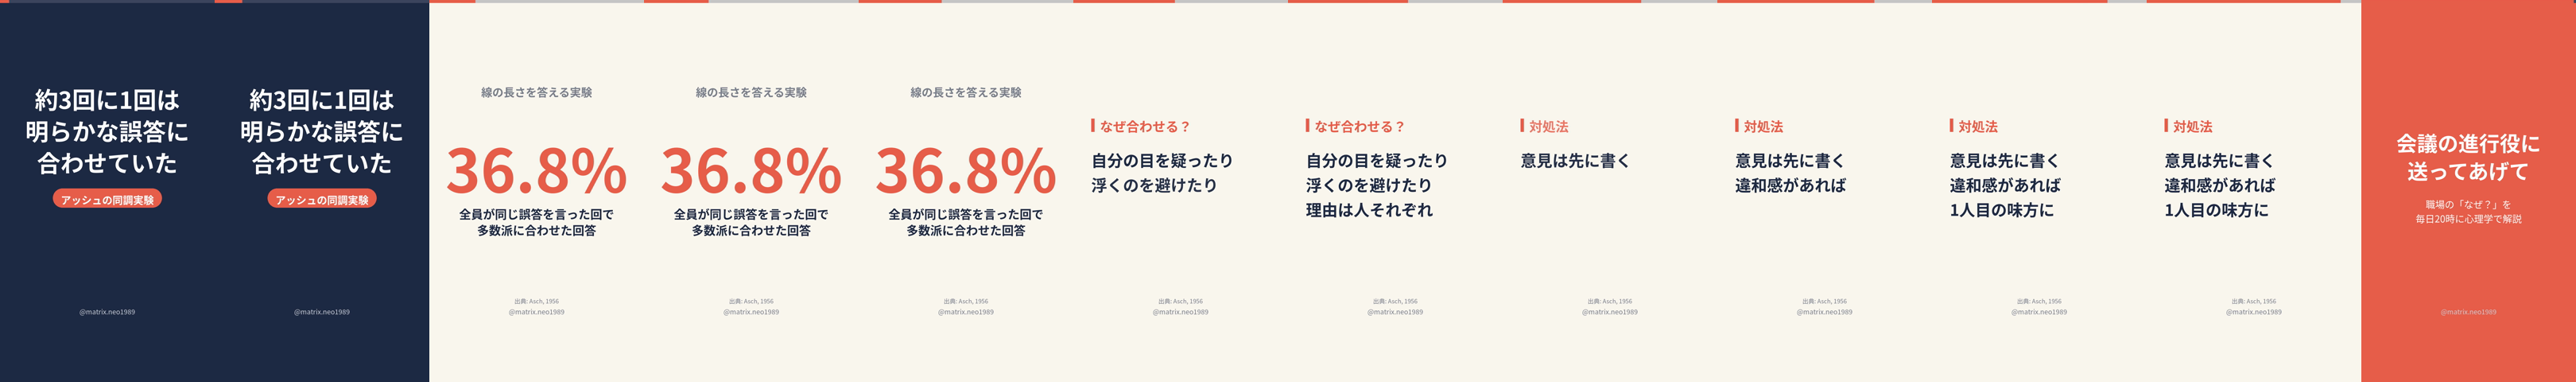 約3回に1回は
明らかな誤答に
合わせていた
アッシュの同調実験
@matrix.neo1989
約3回に1回は
明らかな誤答に
合わせていた
アッシュの同調実験
@matrix.neo1989
線の長さを答える実験
36.8%
全員が同じ誤答を言った回で
多数派に合わせた回答
出典: Asch, 1956
@matrix.neo1989
線の長さを答える実験
36.8%
全員が同じ誤答を言った回で
多数派に合わせた回答
出典: Asch, 1956
@matrix.neo1989
線の長さを答える実験
36.8%
全員が同じ誤答を言った回で
多数派に合わせた回答
出典: Asch, 1956
@matrix.neo1989
なぜ合わせる？
自分の目を疑ったり
浮くのを避けたり
出典: Asch, 1956
@matrix.neo1989
なぜ合わせる？
自分の目を疑ったり
浮くのを避けたり
理由は人それぞれ
出典: Asch, 1956
@matrix.neo1989
対処法
意見は先に書く
出典: Asch, 1956
@matrix.neo1989
対処法
意見は先に書く
違和感があれば
出典: Asch, 1956
@matrix.neo1989
対処法
意見は先に書く
違和感があれば
1人目の味方に
出典: Asch, 1956
@matrix.neo1989
対処法
意見は先に書く
違和感があれば
1人目の味方に
出典: Asch, 1956
@matrix.neo1989
会議の進行役に
送ってあげて
職場の「なぜ？」を
毎日20時に心理学で解説
@matrix.neo1989